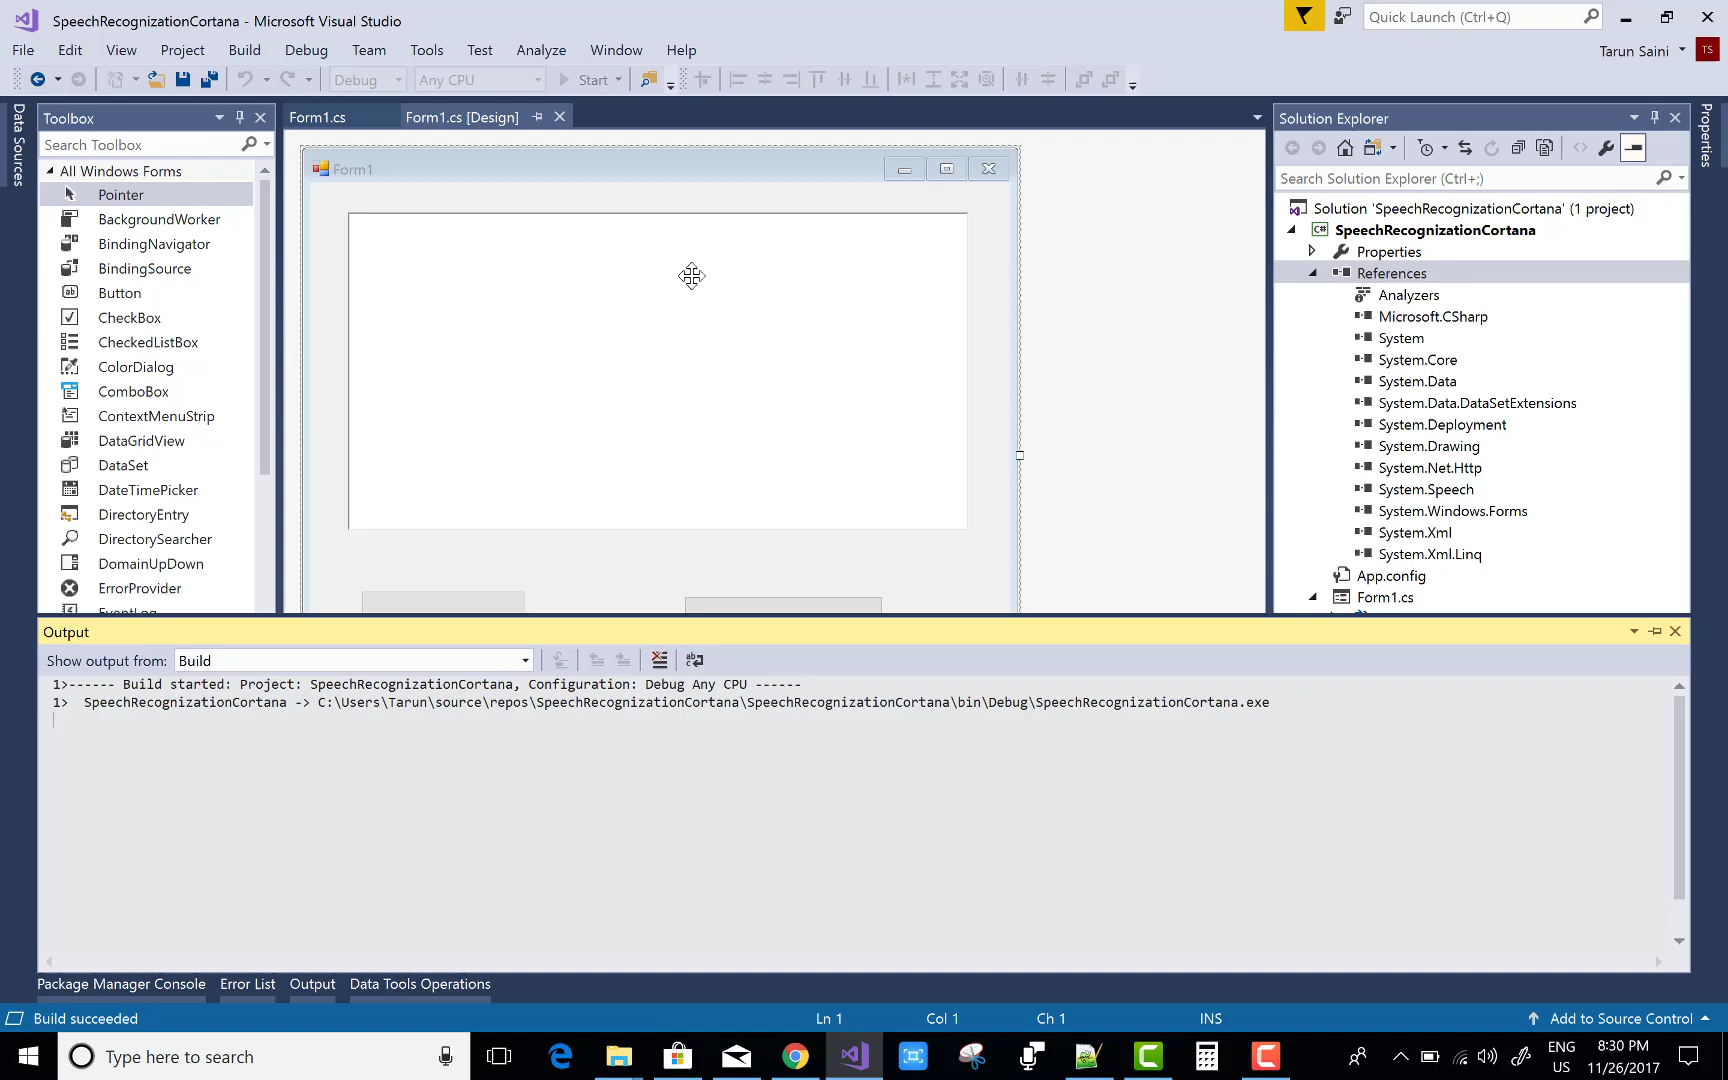 SpeechRecognizationCortana - Microsoft Visual Studio
Quick Launch (Ctrl+Q)
File Edit View Project Build Debug Team Tools Test Analyze Window Help
Tarun Saini TS
Debug Any CPU Start
Data Sources
Toolbox
Search Toolbox
All Windows Forms
Pointer
BackgroundWorker
BindingNavigator
BindingSource
Button
CheckBox
CheckedListBox
ColorDialog
ComboBox
ContextMenuStrip
DataGridView
DataSet
DateTimePicker
DirectoryEntry
DirectorySearcher
DomainUpDown
ErrorProvider
EventLog
Form1.cs Form1.cs [Design]
Form1
Solution Explorer
Search Solution Explorer (Ctrl+;)
Solution 'SpeechRecognizationCortana' (1 project)
SpeechRecognizationCortana
Properties
References
Analyzers
Microsoft.CSharp
System
System.Core
System.Data
System.Data.DataSetExtensions
System.Deployment
System.Drawing
System.Net.Http
System.Speech
System.Windows.Forms
System.Xml
System.Xml.Linq
App.config
Form1.cs
Properties
Output
Show output from: Build
1>------ Build started: Project: SpeechRecognizationCortana, Configuration: Debug Any CPU ------
1>  SpeechRecognizationCortana -> C:\Users\Tarun\source\repos\SpeechRecognizationCortana\SpeechRecognizationCortana\bin\Debug\SpeechRecognizationCortana.exe
Package Manager Console Error List Output Data Tools Operations
Build succeeded Ln 1 Col 1 Ch 1 INS Add to Source Control
Type here to search
ENG
US
8:30 PM
11/26/2017